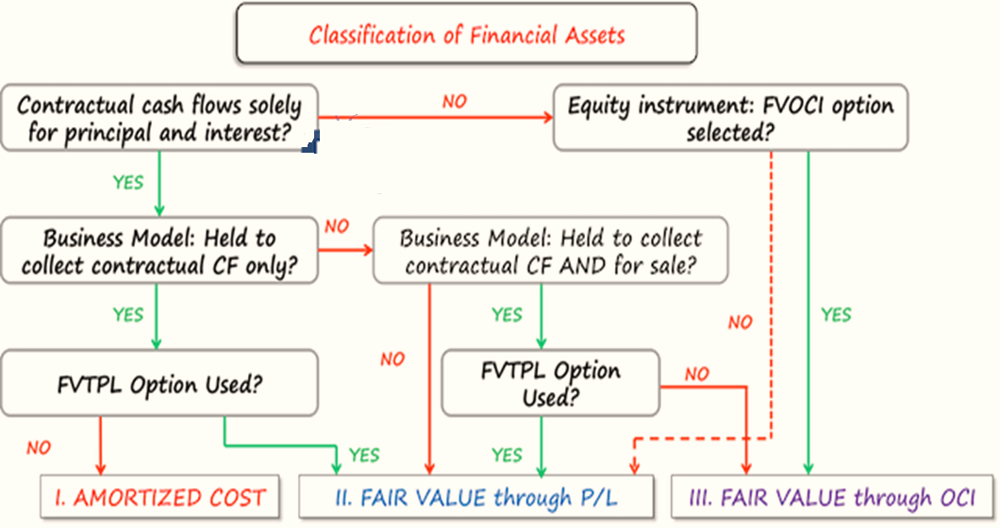 Classification of Financial Assets
Contractual cash flows solely
for principal and interest?
NO
Equity instrument: FVOCI option
selected?
YES
Business Model: Held to
collect contractual CF only?
NO
Business Model: Held to collect
contractual CF AND for sale?
YES
NO
YES
NO
YES
FVTPL Option Used?
FVTPL Option
Used?
NO
NO
YES
YES
I. AMORTIZED COST
II. FAIR VALUE through P/L
III. FAIR VALUE through OCI